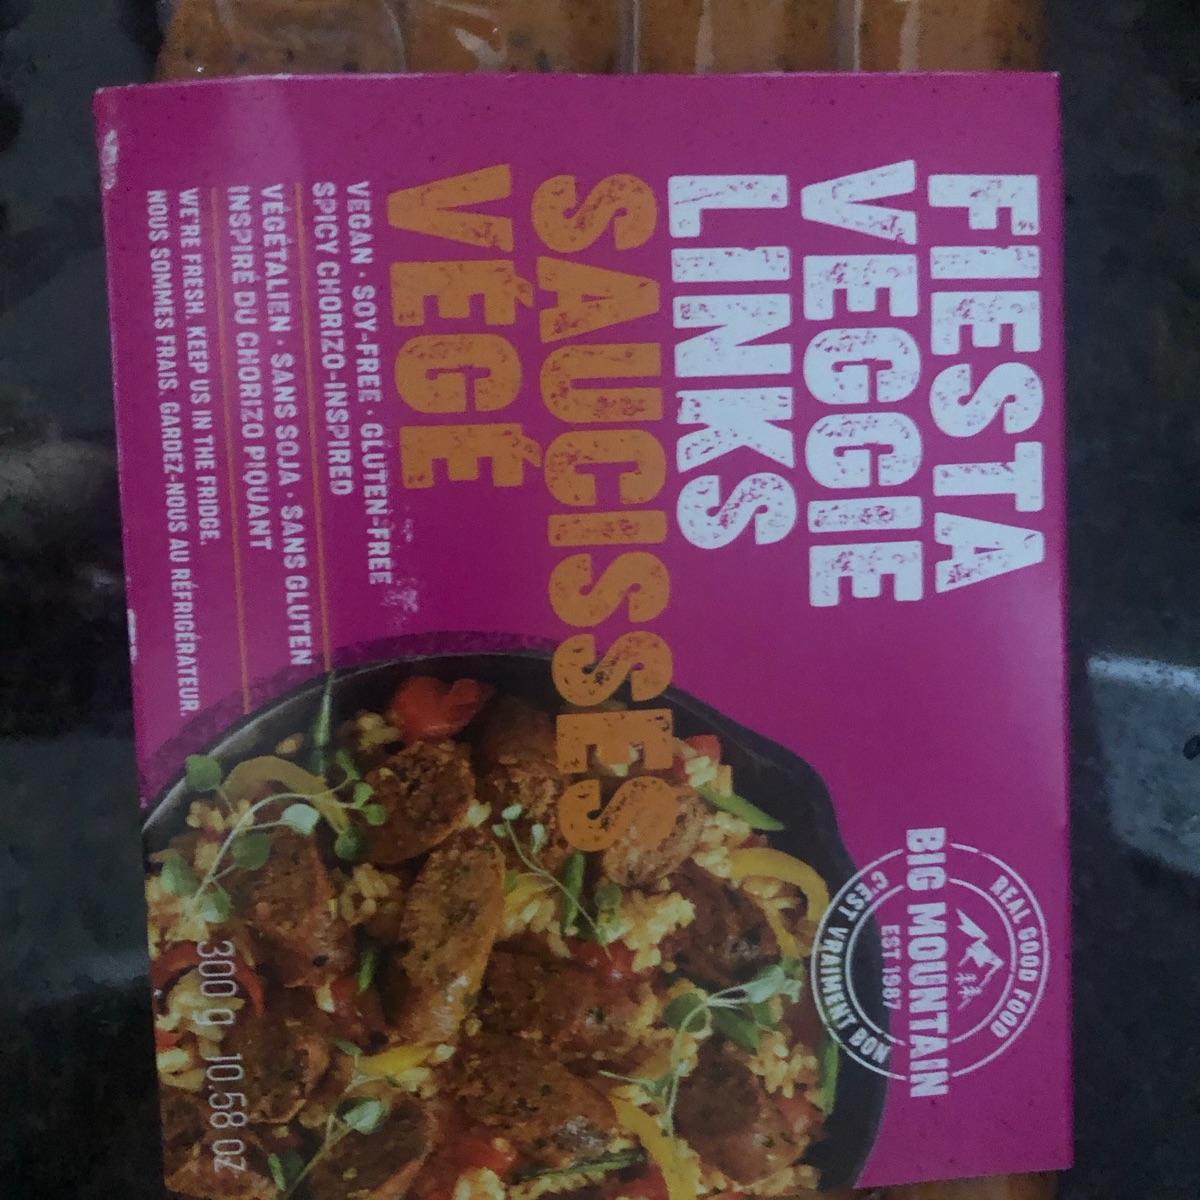 FIESTA
VEGGIE
LINKS
SAUCISSES
VÉGÉ
VEGAN · SOY-FREE · GLUTEN-FREE
SPICY CHORIZO-INSPIRED
VÉGÉTALIEN · SANS SOJA · SANS GLUTEN
INSPIRÉ DU CHORIZO PIQUANT
WE'RE FRESH. KEEP US IN THE FRIDGE.
NOUS SOMMES FRAIS. GARDEZ-NOUS AU RÉFRIGÉRATEUR.
REAL GOOD FOOD
BIG MOUNTAIN
EST 1987
C'EST VRAIMENT BON
300 g 10.58 oz